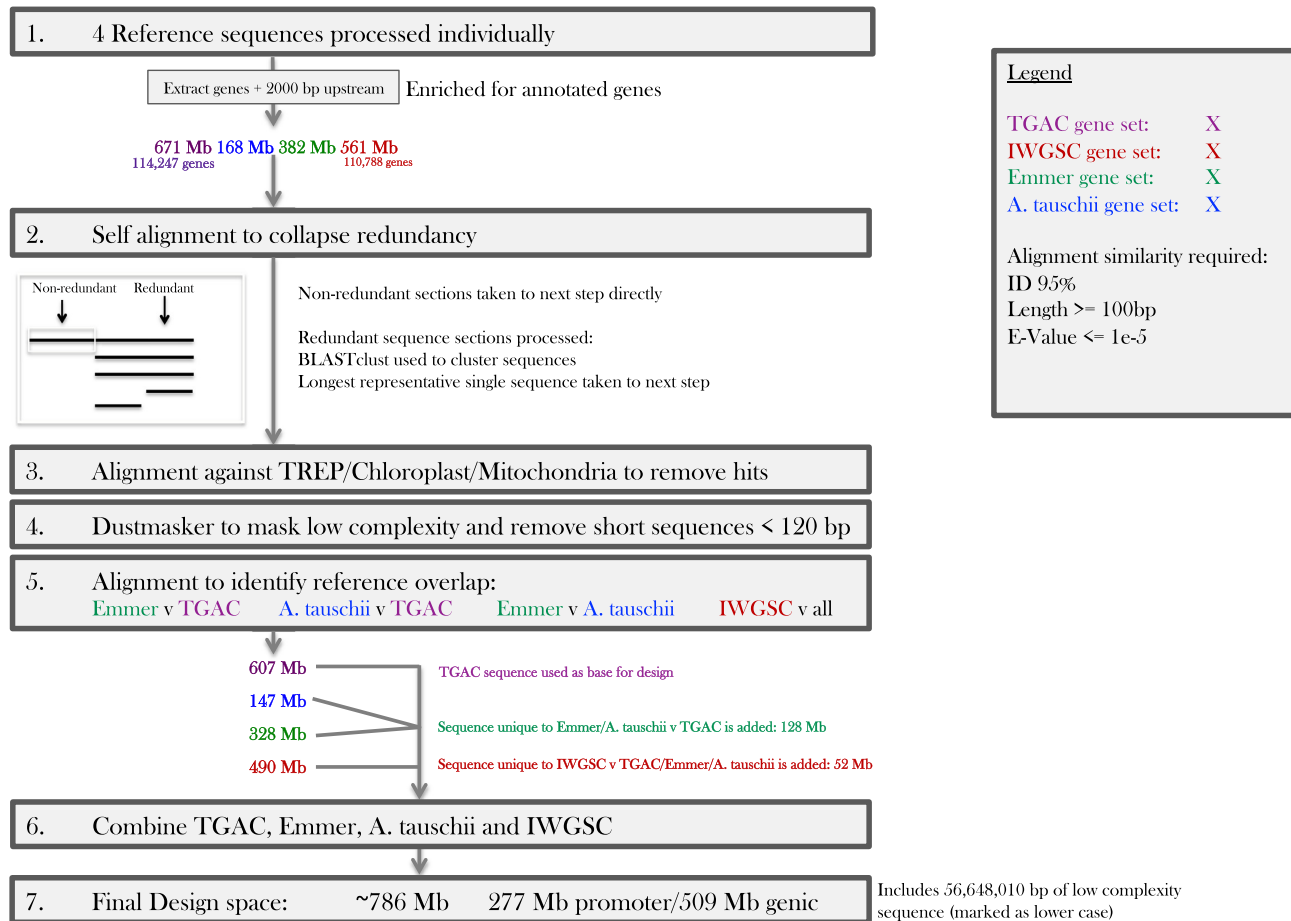 1. 4 Reference sequences processed individually
Extract genes + 2000 bp upstream
Enriched for annotated genes
671 Mb 168 Mb 382 Mb 561 Mb
114,247 genes
110,788 genes
2. Self alignment to collapse redundancy
Non-redundant Redundant
Non-redundant sections taken to next step directly
Redundant sequence sections processed:
BLASTclust used to cluster sequences
Longest representative single sequence taken to next step
3. Alignment against TREP/Chloroplast/Mitochondria to remove hits
4. Dustmasker to mask low complexity and remove short sequences < 120 bp
5. Alignment to identify reference overlap:
Emmer v TGAC A. tauschii v TGAC Emmer v A. tauschii IWGSC v all
607 Mb
TGAC sequence used as base for design
147 Mb
Sequence unique to Emmer/A. tauschii v TGAC is added: 128 Mb
328 Mb
490 Mb
Sequence unique to IWGSC v TGAC/Emmer/A. tauschii is added: 52 Mb
6. Combine TGAC, Emmer, A. tauschii and IWGSC
7. Final Design space: ~786 Mb 277 Mb promoter/509 Mb genic
Includes 56,648,010 bp of low complexity
sequence (marked as lower case)
Legend
TGAC gene set: X
IWGSC gene set: X
Emmer gene set: X
A. tauschii gene set: X
Alignment similarity required:
ID 95%
Length >= 100bp
E-Value <= 1e-5